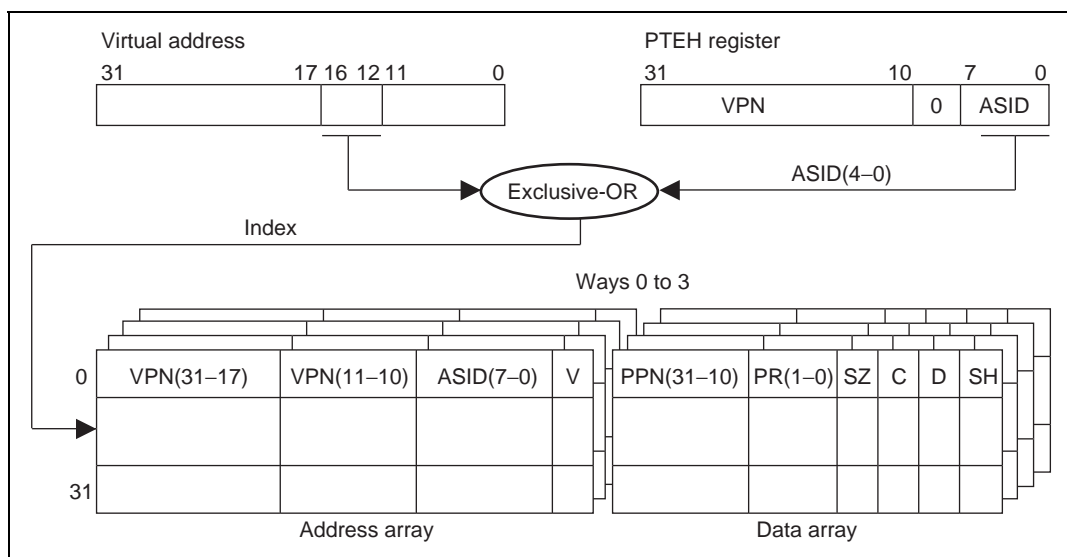 Virtual address
31 17 16 12 11 0
PTEH register
31 10 7 0
VPN 0 ASID
ASID(4–0)
Exclusive-OR
Index
Ways 0 to 3
0 VPN(31–17) VPN(11–10) ASID(7–0) V PPN(31–10) PR(1–0) SZ C D SH
31
Address array Data array